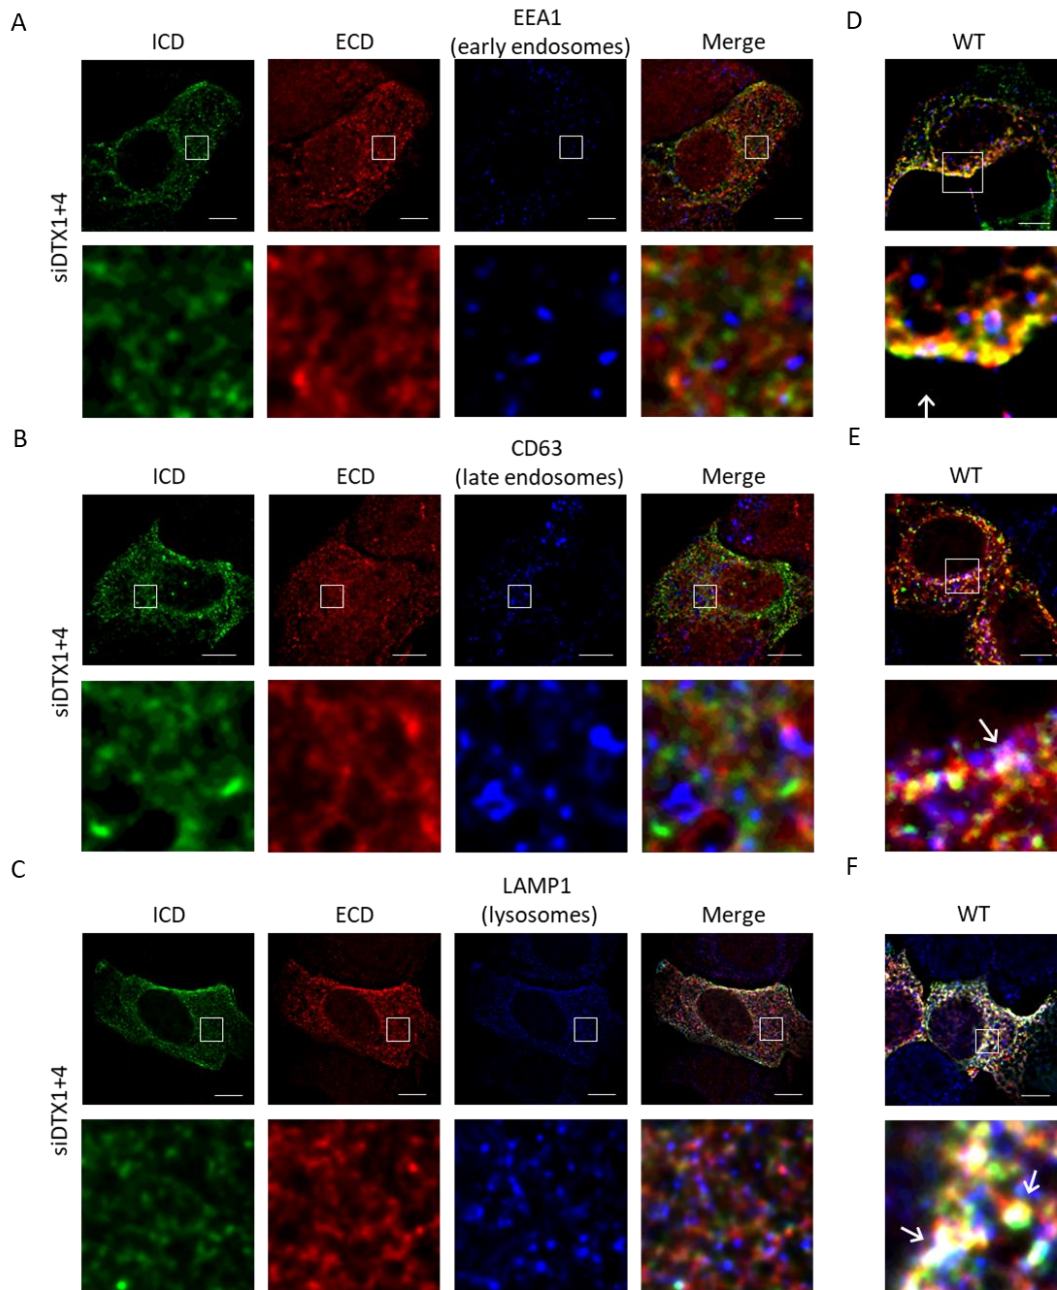 A
ICD
ECD
EEA1
(early endosomes)
Merge
D
WT
siDTX1+4
B
ICD
ECD
CD63
(late endosomes)
Merge
E
WT
siDTX1+4
C
ICD
ECD
LAMP1
(lysosomes)
Merge
F
WT
siDTX1+4